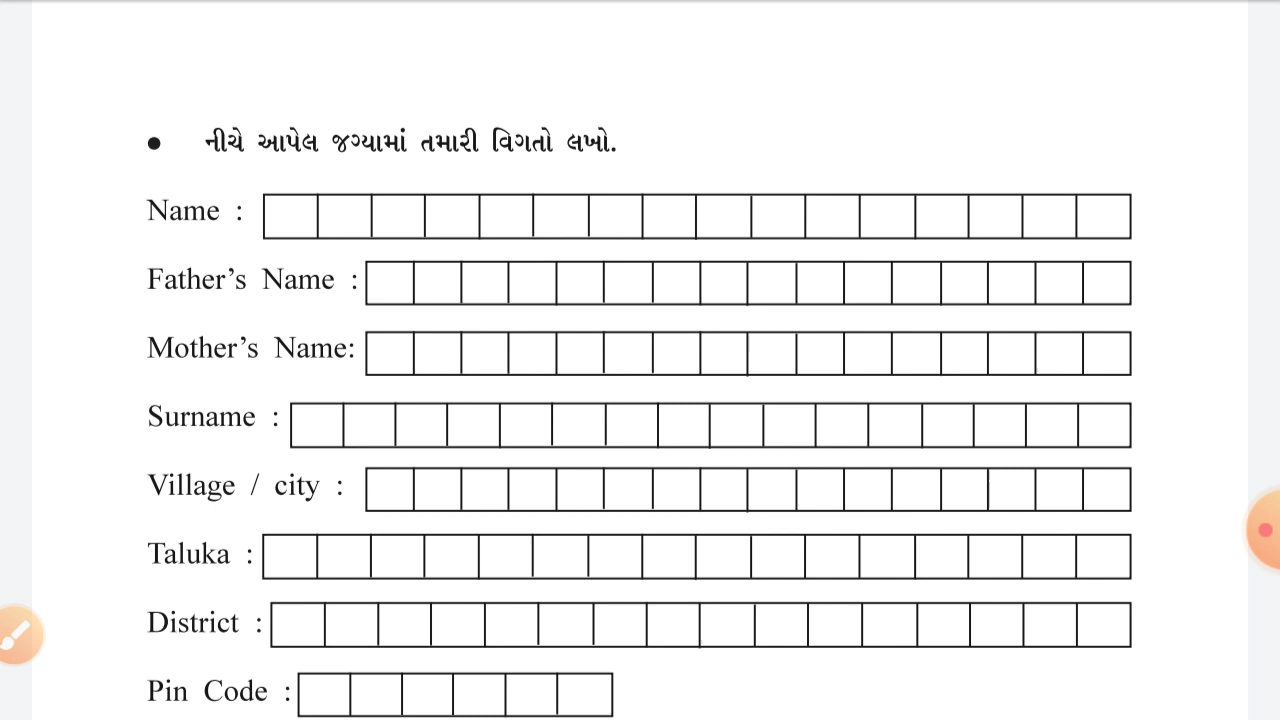 • નીચે આપેલ જગ્યામાં તમારી વિગતો લખો.
Name :
Father’s Name :
Mother’s Name:
Surname :
Village / city :
Taluka :
District :
Pin Code :